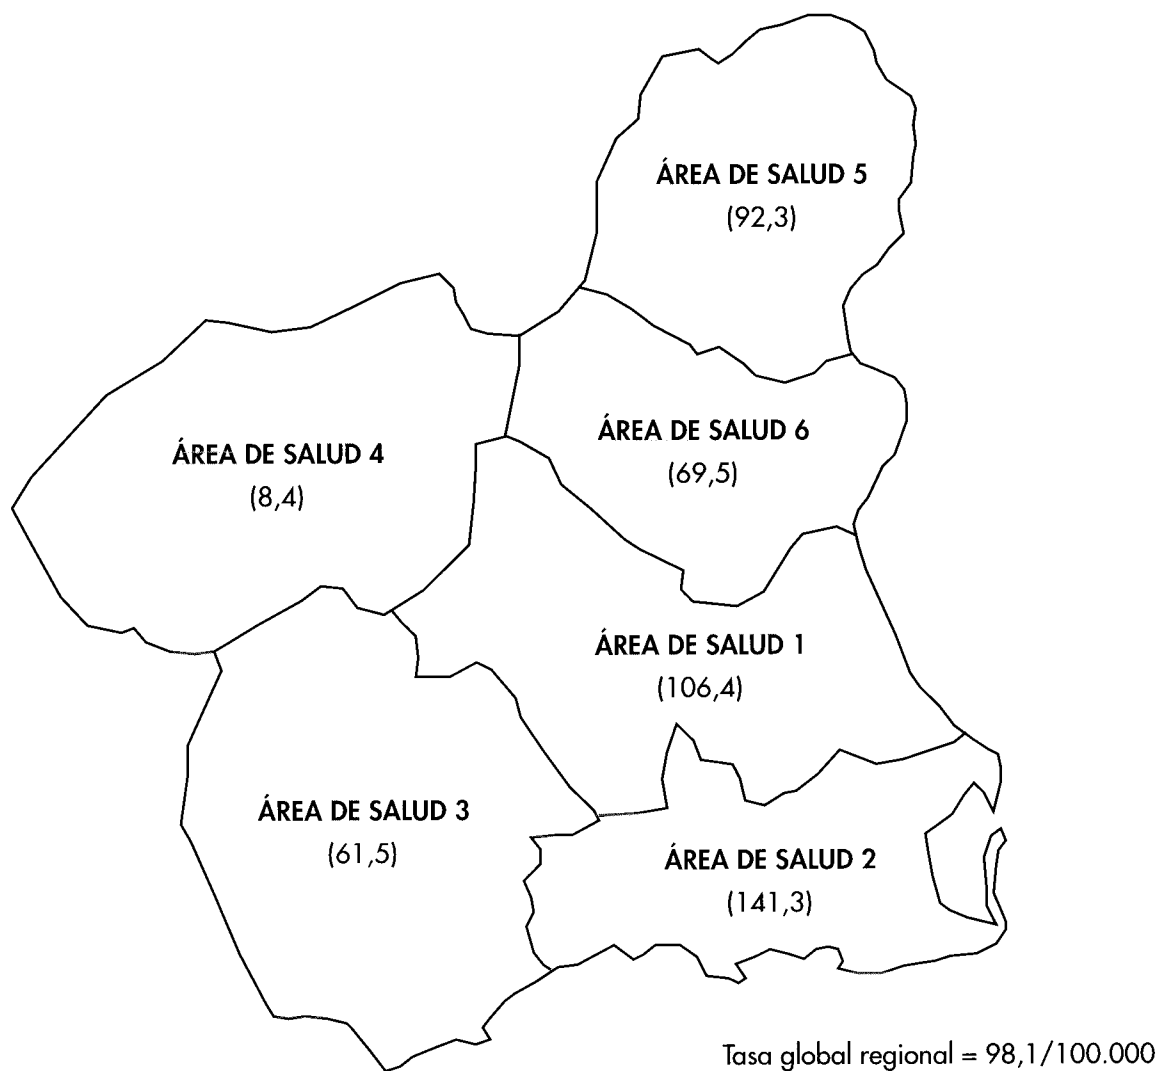 ÁREA DE SALUD 5
(92,3)
ÁREA DE SALUD 6
(69,5)
ÁREA DE SALUD 4
(8,4)
ÁREA DE SALUD 1
(106,4)
ÁREA DE SALUD 3
(61,5)
ÁREA DE SALUD 2
(141,3)
Tasa global regional = 98,1/100.000